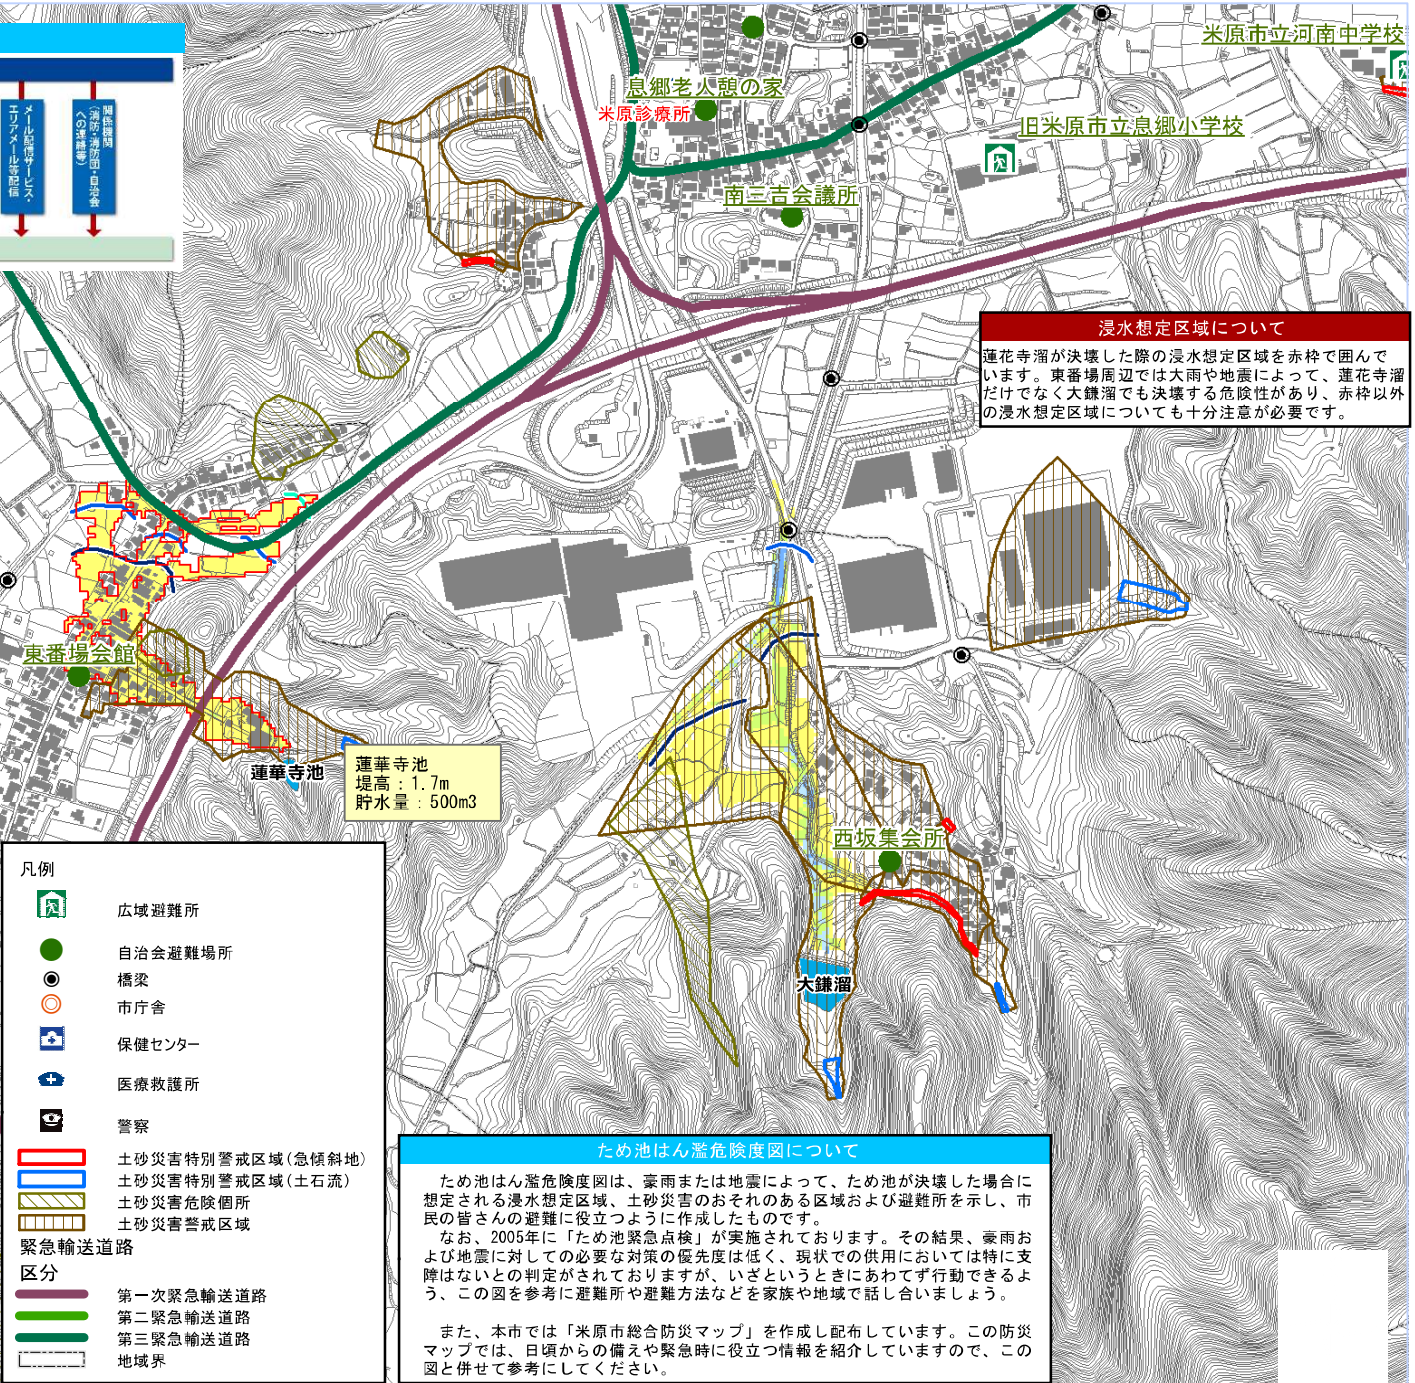 メール配信サービス・
エリアメール等配信
関係機関
(消防・消防団・自治会
への連絡等)
米原市立河南中学校
息郷老人憩の家
米原診療所
旧米原市立息郷小学校
南三吉会議所
浸水想定区域について
蓮花寺溜が決壊した際の浸水想定区域を赤枠で囲んで
います。東番場周辺では大雨や地震によって、蓮花寺溜
だけでなく大鎌溜でも決壊する危険性があり、赤枠以外
の浸水想定区域についても十分注意が必要です。
東番場会館
蓮華寺池
蓮華寺池
堤高：1.7m
貯水量：500m3
西坂集会所
大鎌溜
凡例
広域避難所
自治会避難場所
橋梁
市庁舎
保健センター
医療救護所
警察
土砂災害特別警戒区域(急傾斜地)
土砂災害特別警戒区域(土石流)
土砂災害危険個所
土砂災害警戒区域
緊急輸送道路
区分
第一次緊急輸送道路
第二緊急輸送道路
第三緊急輸送道路
地域界
ため池はん濫危険度図について
ため池はん濫危険度図は、豪雨または地震によって、ため池が決壊した場合に
想定される浸水想定区域、土砂災害のおそれのある区域および避難所を示し、市
民の皆さんの避難に役立つように作成したものです。
なお、2005年に「ため池緊急点検」が実施されております。その結果、豪雨お
よび地震に対しての必要な対策の優先度は低く、現状での供用においては特に支
障はないとの判定がされておりますが、いざというときにあわてず行動できるよ
う、この図を参考に避難所や避難方法などを家族や地域で話し合いましょう。
また、本市では「米原市総合防災マップ」を作成し配布しています。この防災
マップでは、日頃からの備えや緊急時に役立つ情報を紹介していますので、この
図と併せて参考にしてください。